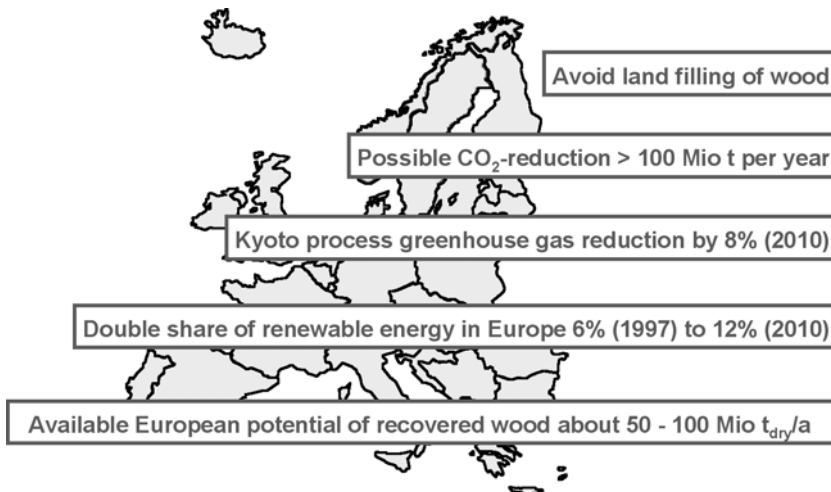 Avoid land filling of wood
Possible CO₂-reduction > 100 Mio t per year
Kyoto process greenhouse gas reduction by 8% (2010)
Double share of renewable energy in Europe 6% (1997) to 12% (2010)
Available European potential of recovered wood about 50 - 100 Mio t_dry/a